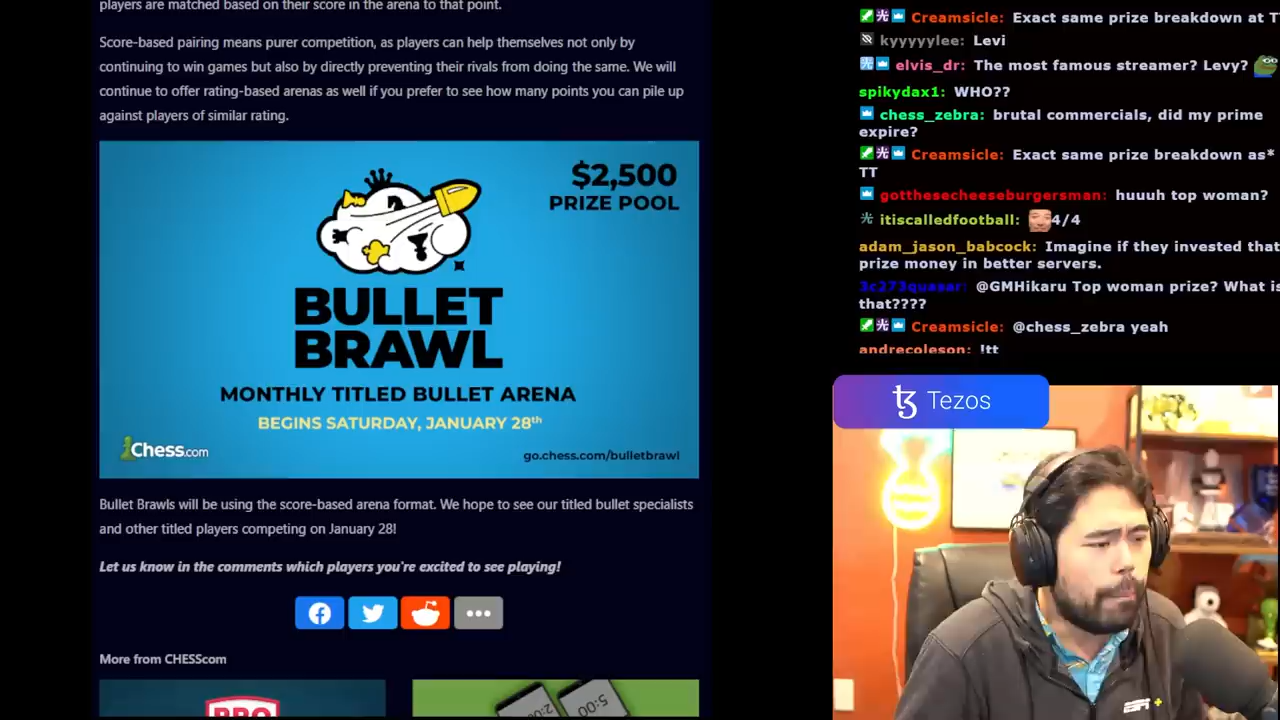 players are matched based on their score in the arena to that point.
Score-based pairing means purer competition, as players can help themselves not only by
continuing to win games but also by directly preventing their rivals from doing the same. We will
continue to offer rating-based arenas as well if you prefer to see how many points you can pile up
against players of similar rating.
$2,500
PRIZE POOL
BULLET
BRAWL
MONTHLY TITLED BULLET ARENA
BEGINS SATURDAY, JANUARY 28th
Chess.com
go.chess.com/bulletbrawl
Bullet Brawls will be using the score-based arena format. We hope to see our titled bullet specialists
and other titled players competing on January 28!
Let us know in the comments which players you're excited to see playing!
More from CHESScom
PRO
5:00
Creamsicle: Exact same prize breakdown at T
kyyyyylee: Levi
elvis_dr: The most famous streamer? Levy?
spikydax1: WHO??
chess_zebra: brutal commercials, did my prime
expire?
Creamsicle: Exact same prize breakdown as*
TT
gotthesecheeseburgersman: huuuh top woman?
itiscalledfootball: 4/4
adam_jason_babcock: Imagine if they invested that
prize money in better servers.
3c273quasar: @GMHikaru Top woman prize? What is
that????
Creamsicle: @chess_zebra yeah
andrecoleson: !tt
Tezos